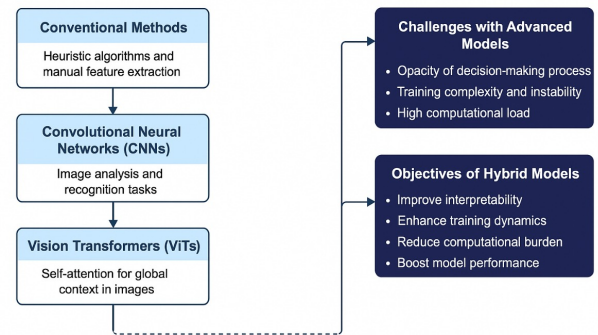 Conventional Methods
Heuristic algorithms and
manual feature extraction
Convolutional Neural
Networks (CNNs)
Image analysis and
recognition tasks
Vision Transformers (ViTs)
Self-attention for global
context in images
Challenges with Advanced
Models
• Opacity of decision-making process
• Training complexity and instability
• High computational load
Objectives of Hybrid Models
• Improve interpretability
• Enhance training dynamics
• Reduce computational burden
• Boost model performance